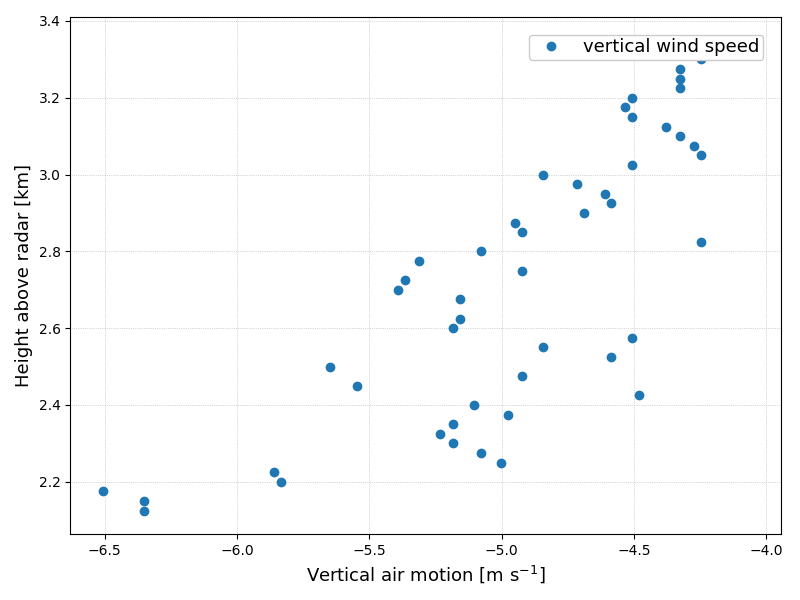 3.4
vertical wind speed
3.2
3.0
2.8
2.6
2.4
2.2
Height above radar [km]
−6.5 −6.0 −5.5 −5.0 −4.5 −4.0
Vertical air motion [m s⁻¹]